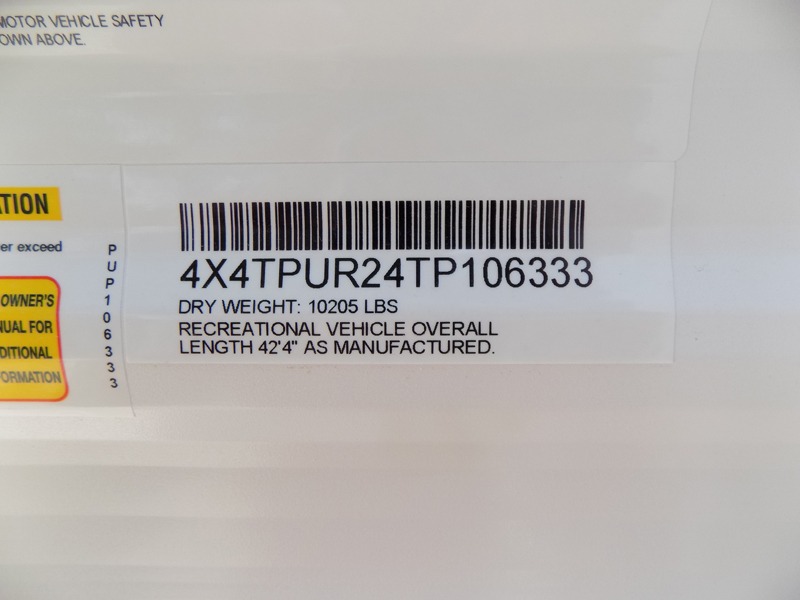 MOTOR VEHICLE SAFETY
OWN ABOVE.
ATION
er exceed
OWNER'S
NUAL FOR
DITIONAL
FORMATION
PUP106333
4X4TPUR24TP106333
DRY WEIGHT: 10205 LBS
RECREATIONAL VEHICLE OVERALL
LENGTH 42'4" AS MANUFACTURED.